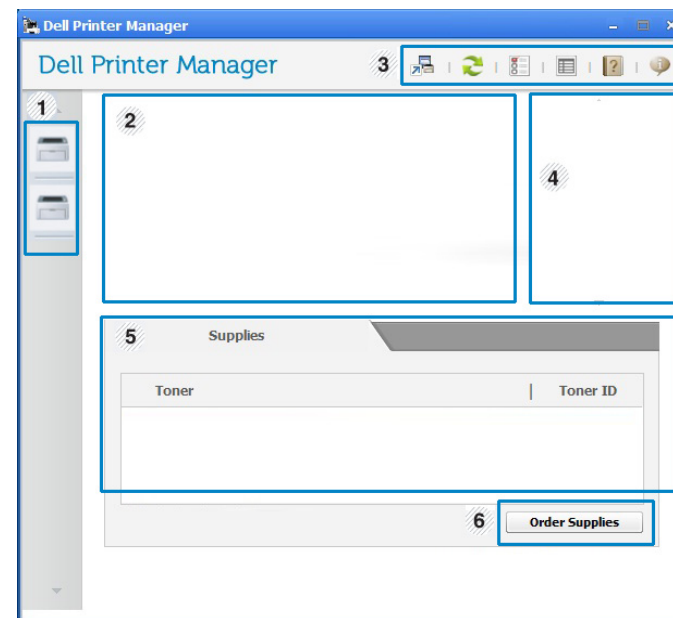 Dell Printer Manager
Dell Printer Manager
3
1
2
4
5 Supplies
Toner | Toner ID
6 Order Supplies